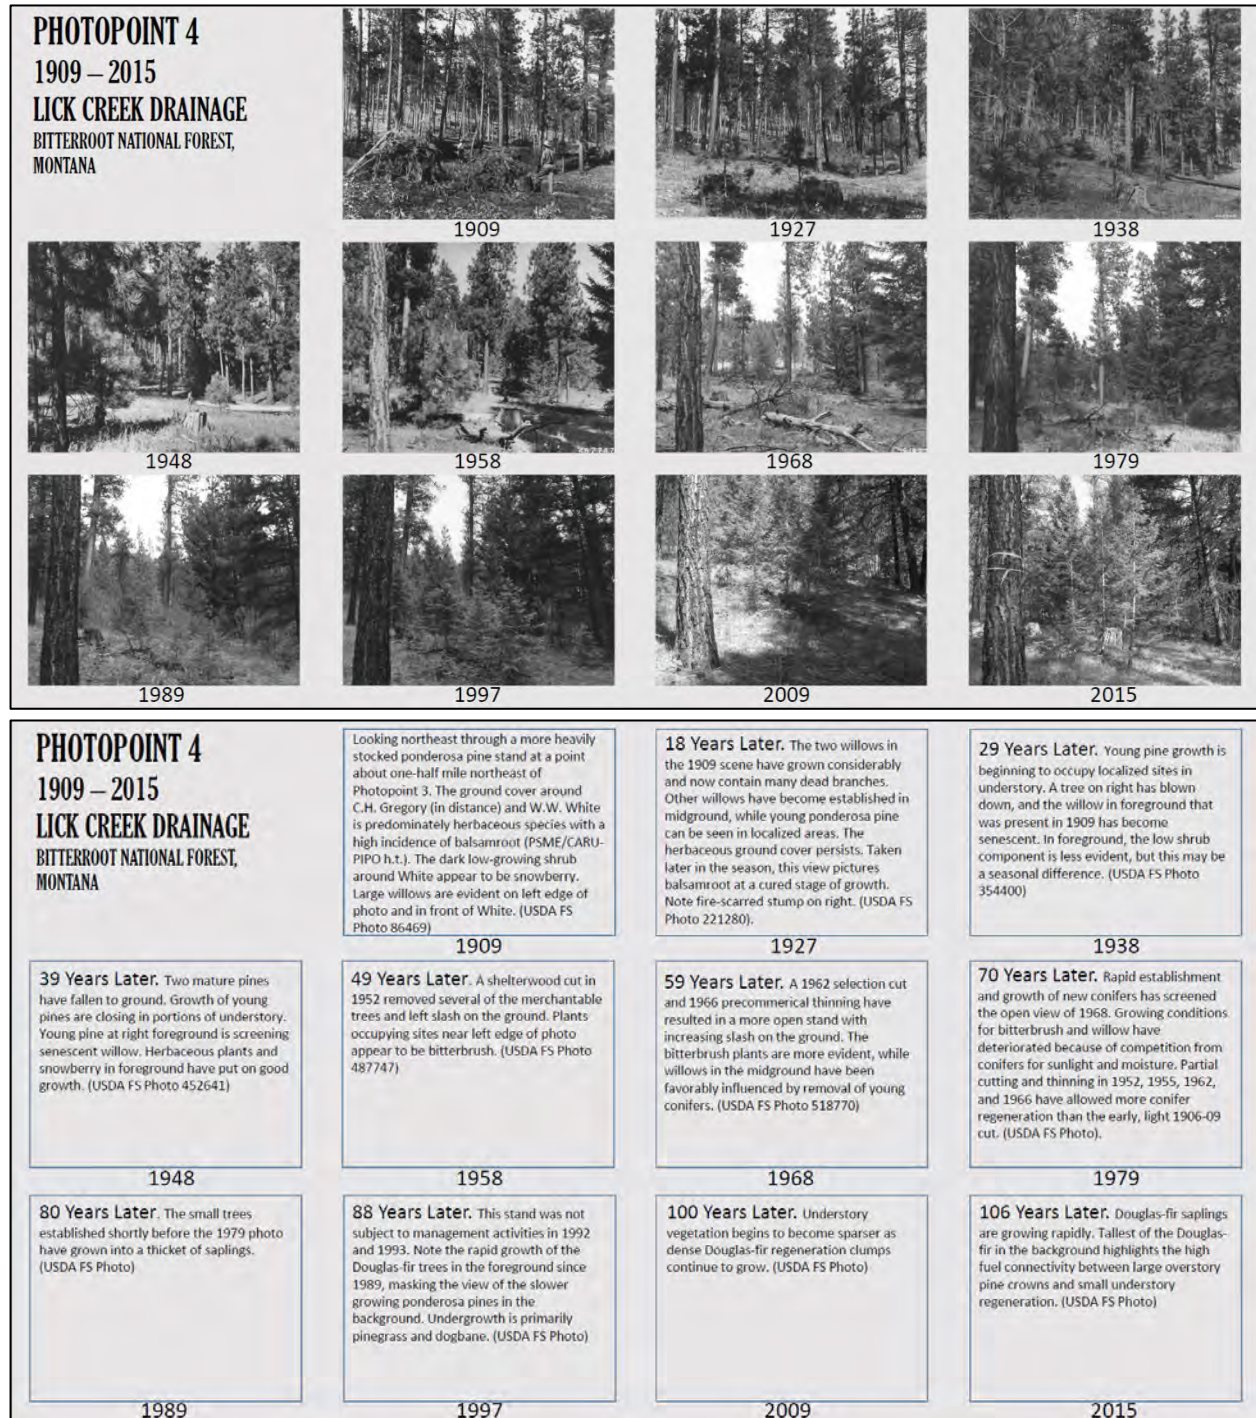 PHOTOPOINT 4
1909 – 2015
LICK CREEK DRAINAGE
BITTERROOT NATIONAL FOREST,
MONTANA
1909
1927
1938
1948
1958
1968
1979
1989
1997
2009
2015
PHOTOPOINT 4
1909 – 2015
LICK CREEK DRAINAGE
BITTERROOT NATIONAL FOREST,
MONTANA
Looking northeast through a more heavily
stocked ponderosa pine stand at a point
about one-half mile northeast of
Photopoint 3. The ground cover around
C.H. Gregory (in distance) and W.W. White
is predominately herbaceous species with a
high incidence of balsamroot (PSME/CARU-
PIPO h.t.). The dark low-growing shrub
around White appear to be snowberry.
Large willows are evident on left edge of
photo and in front of White. (USDA FS
Photo 86469)
1909
18 Years Later. The two willows in
the 1909 scene have grown considerably
and now contain many dead branches.
Other willows have become established in
midground, while young ponderosa pine
can be seen in localized areas. The
herbaceous ground cover persists. Taken
later in the season, this view pictures
balsamroot at a cured stage of growth.
Note fire-scarred stump on right. (USDA FS
Photo 221280).
1927
29 Years Later. Young pine growth is
beginning to occupy localized sites in
understory. A tree on right has blown
down, and the willow in foreground that
was present in 1909 has become
senescent. In foreground, the low shrub
component is less evident, but this may be
a seasonal difference. (USDA FS Photo
354400)
1938
39 Years Later. Two mature pines
have fallen to ground. Growth of young
pines are closing in portions of understory.
Young pine at right foreground is screening
senescent willow. Herbaceous plants and
snowberry in foreground have put on good
growth. (USDA FS Photo 452641)
1948
49 Years Later. A shelterwood cut in
1952 removed several of the merchantable
trees and left slash on the ground. Plants
occupying sites near left edge of photo
appear to be bitterbrush. (USDA FS Photo
487747)
1958
59 Years Later. A 1962 selection cut
and 1966 precommerical thinning have
resulted in a more open stand with
increasing slash on the ground. The
bitterbrush plants are more evident, while
willows in the midground have been
favorably influenced by removal of young
conifers. (USDA FS Photo 518770)
1968
70 Years Later. Rapid establishment
and growth of new conifers has screened
the open view of 1968. Growing conditions
for bitterbrush and willow have
deteriorated because of competition from
conifers for sunlight and moisture. Partial
cutting and thinning in 1952, 1955, 1962,
and 1966 have allowed more conifer
regeneration than the early, light 1906-09
cut. (USDA FS Photo).
1979
80 Years Later. The small trees
established shortly before the 1979 photo
have grown into a thicket of saplings.
(USDA FS Photo)
1989
88 Years Later. This stand was not
subject to management activities in 1992
and 1993. Note the rapid growth of the
Douglas-fir trees in the foreground since
1989, masking the view of the slower
growing ponderosa pines in the
background. Undergrowth is primarily
pinegrass and dogbane. (USDA FS Photo)
1997
100 Years Later. Understory
vegetation begins to become sparser as
dense Douglas-fir regeneration clumps
continue to grow. (USDA FS Photo)
2009
106 Years Later. Douglas-fir saplings
are growing rapidly. Tallest of the Douglas-
fir in the background highlights the high
fuel connectivity between large overstory
pine crowns and small understory
regeneration. (USDA FS Photo)
2015